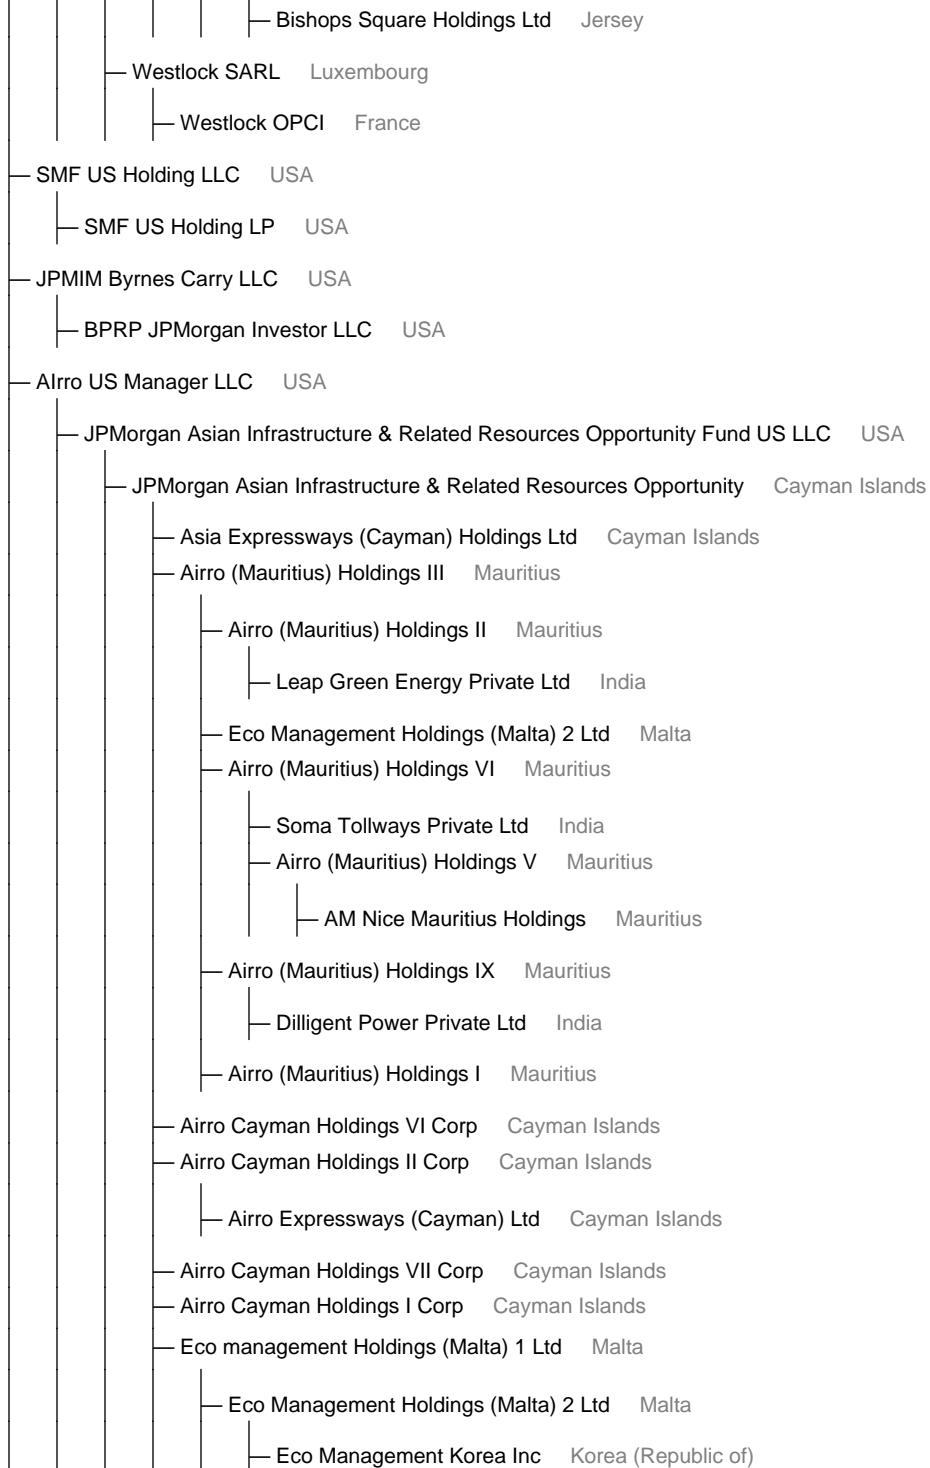 Bishops Square Holdings Ltd Jersey
Westlock SARL Luxembourg
Westlock OPCI France
SMF US Holding LLC USA
SMF US Holding LP USA
JPMIM Byrnes Carry LLC USA
BPRP JPMorgan Investor LLC USA
AIrro US Manager LLC USA
JPMorgan Asian Infrastructure & Related Resources Opportunity Fund US LLC USA
JPMorgan Asian Infrastructure & Related Resources Opportunity Cayman Islands
Asia Expressways (Cayman) Holdings Ltd Cayman Islands
Airro (Mauritius) Holdings III Mauritius
Airro (Mauritius) Holdings II Mauritius
Leap Green Energy Private Ltd India
Eco Management Holdings (Malta) 2 Ltd Malta
Airro (Mauritius) Holdings VI Mauritius
Soma Tollways Private Ltd India
Airro (Mauritius) Holdings V Mauritius
AM Nice Mauritius Holdings Mauritius
Airro (Mauritius) Holdings IX Mauritius
Dilligent Power Private Ltd India
Airro (Mauritius) Holdings I Mauritius
Airro Cayman Holdings VI Corp Cayman Islands
Airro Cayman Holdings II Corp Cayman Islands
Airro Expressways (Cayman) Ltd Cayman Islands
Airro Cayman Holdings VII Corp Cayman Islands
Airro Cayman Holdings I Corp Cayman Islands
Eco management Holdings (Malta) 1 Ltd Malta
Eco Management Holdings (Malta) 2 Ltd Malta
Eco Management Korea Inc Korea (Republic of)